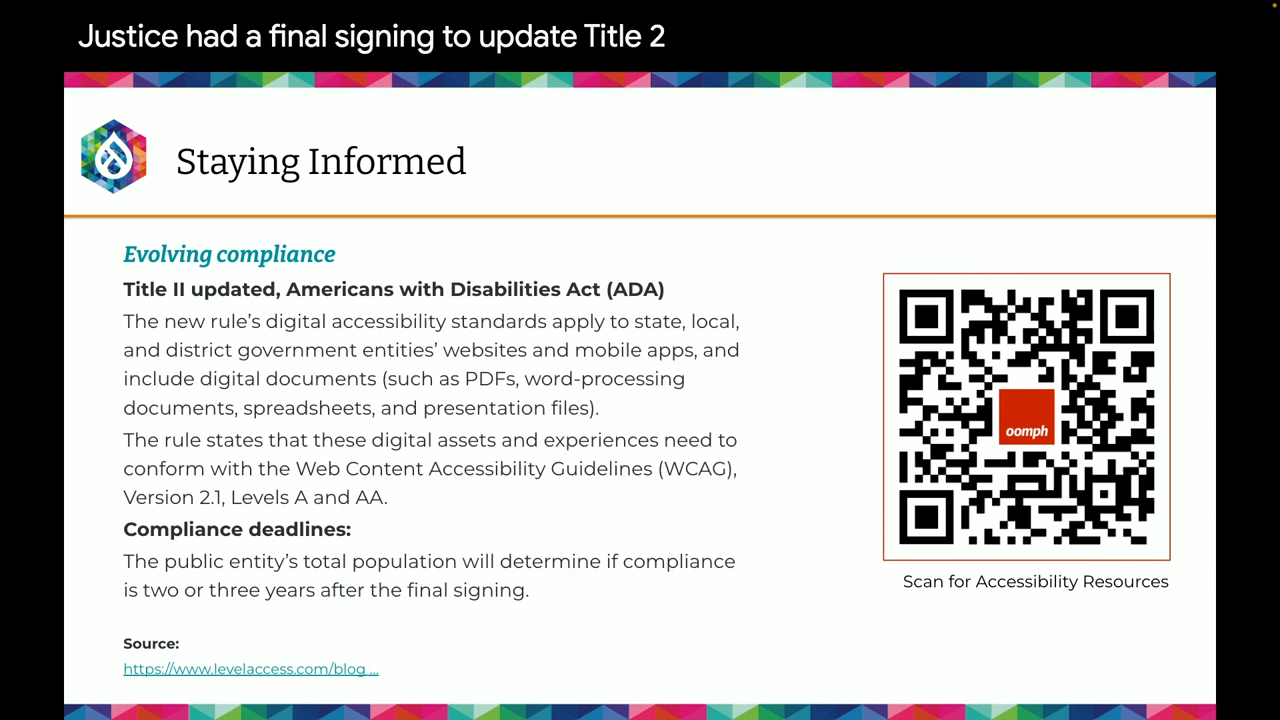 Justice had a final signing to update Title 2
Staying Informed
Evolving compliance
Title II updated, Americans with Disabilities Act (ADA)
The new rule’s digital accessibility standards apply to state, local,
and district government entities’ websites and mobile apps, and
include digital documents (such as PDFs, word-processing
documents, spreadsheets, and presentation files).
The rule states that these digital assets and experiences need to
conform with the Web Content Accessibility Guidelines (WCAG),
Version 2.1, Levels A and AA.
Compliance deadlines:
The public entity’s total population will determine if compliance
is two or three years after the final signing.
Source:
https://www.levelaccess.com/blog ...
oomph
Scan for Accessibility Resources